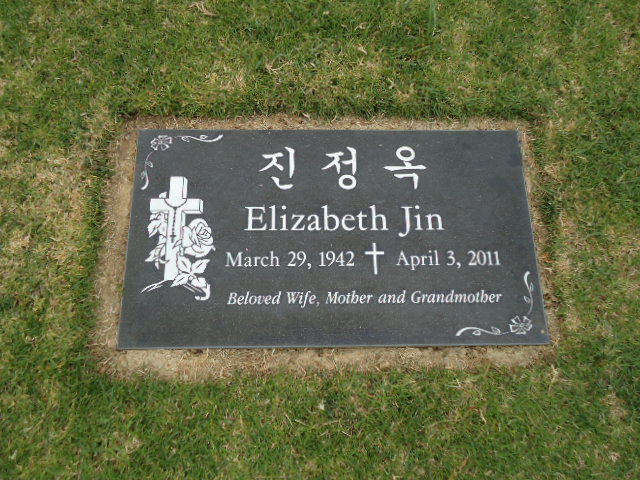 진정옥
Elizabeth Jin
March 29, 1942 † April 3, 2011
Beloved Wife, Mother and Grandmother